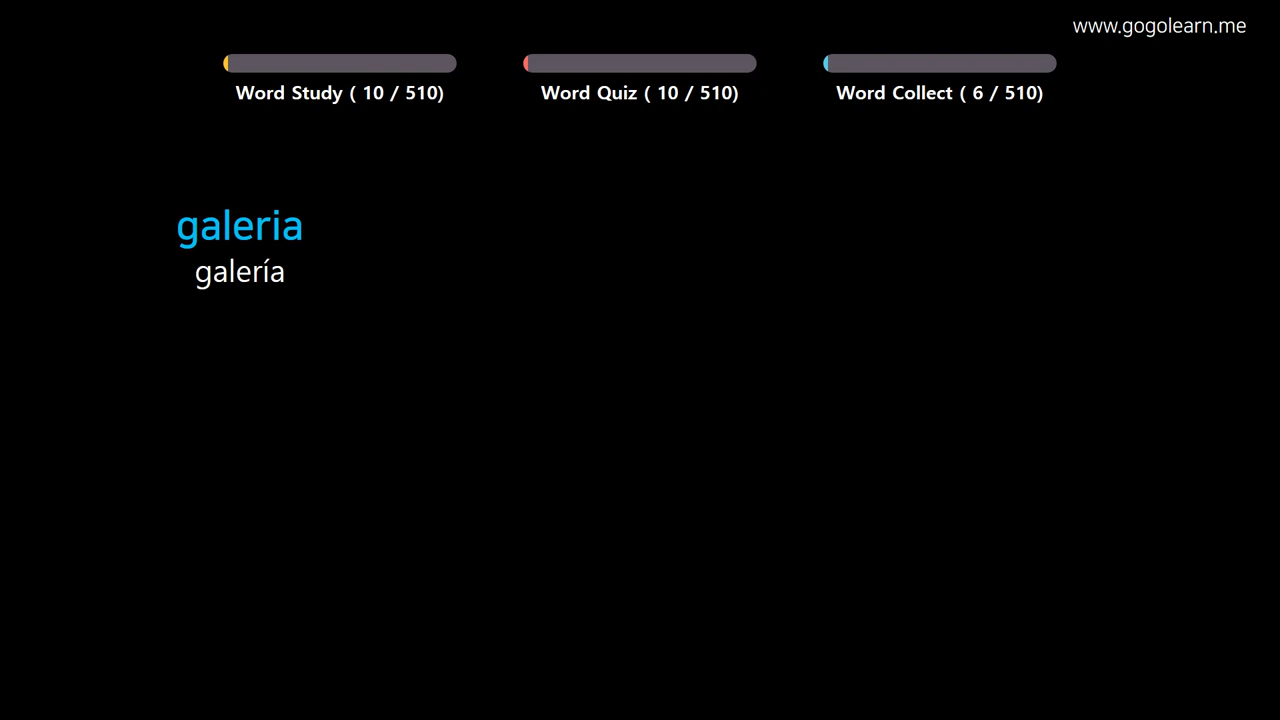 www.gogolearn.me
Word Study ( 10 / 510)
Word Quiz ( 10 / 510)
Word Collect ( 6 / 510)
galeria
galería